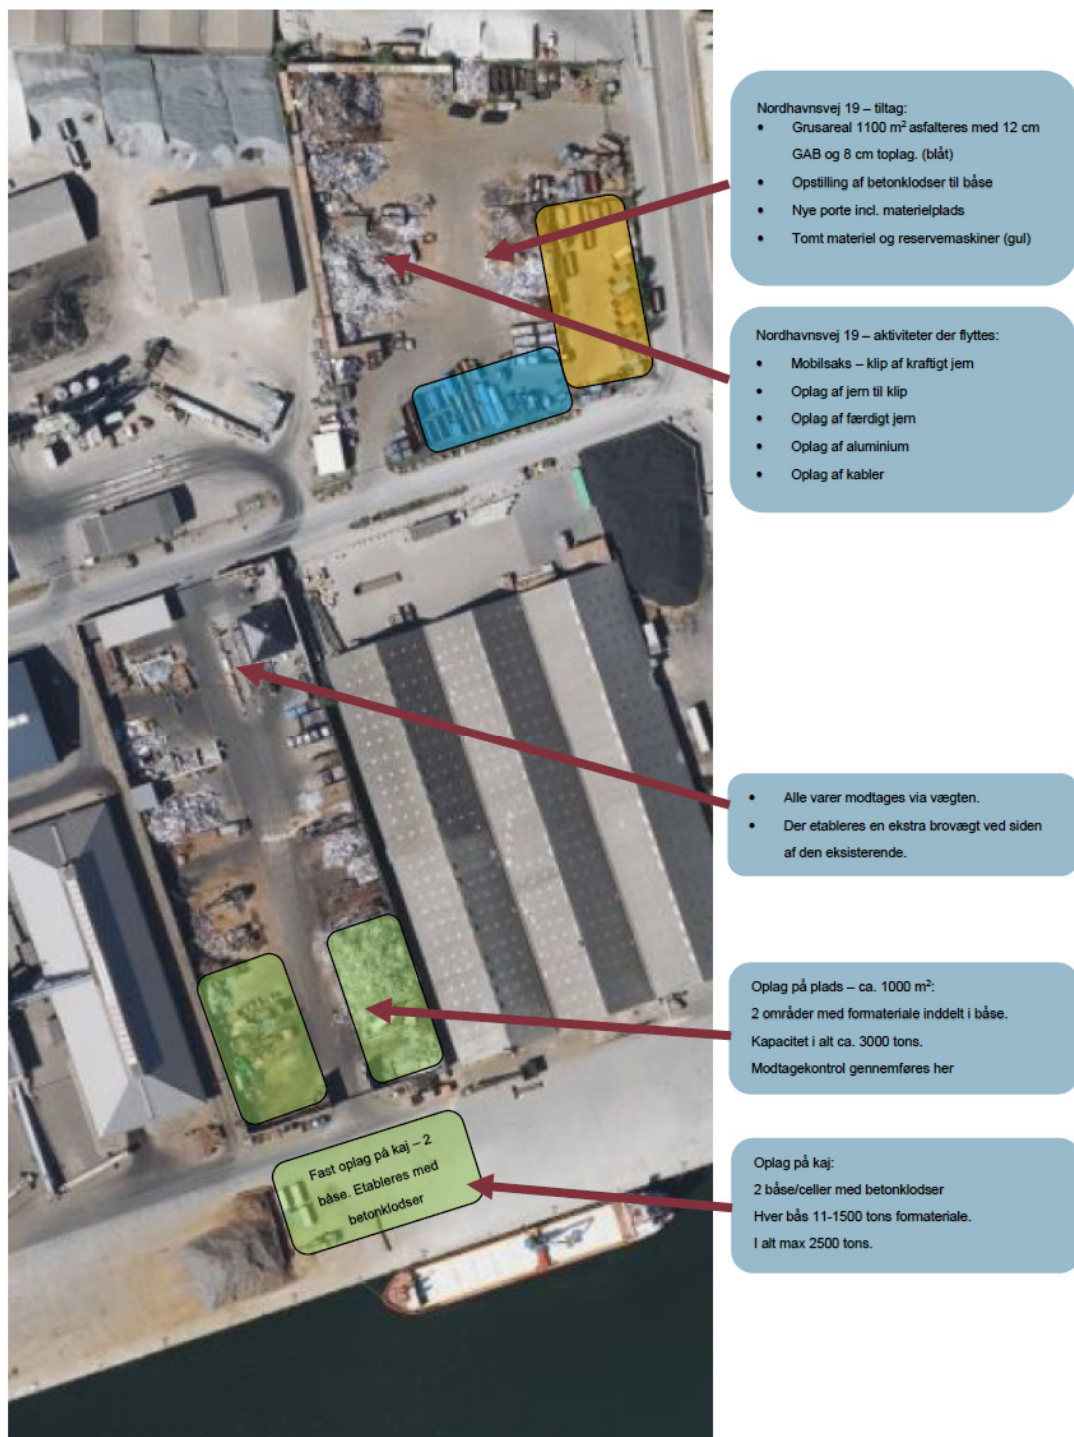 Nordhavnsvej 19 – tiltag:
• Grusareal 1100 m² asfalteres med 12 cm
GAB og 8 cm toplag. (blåt)
• Opstilling af betonklodser til båse
• Nye porte incl. materielplads
• Tomt materiel og reservemaskiner (gul)
Nordhavnsvej 19 – aktiviteter der flyttes:
• Mobilsaks – klip af kraftigt jern
• Oplag af jern til klip
• Oplag af færdigt jern
• Oplag af aluminium
• Oplag af kabler
• Alle varer modtages via vægten.
• Der etableres en ekstra brovægt ved siden
af den eksisterende.
Oplag på plads – ca. 1000 m²:
2 områder med formateriale inddelt i båse.
Kapacitet i alt ca. 3000 tons.
Modtagekontrol gennemføres her
Fast oplag på kaj – 2
båse. Etableres med
betonklodser
Oplag på kaj:
2 båse/celler med betonklodser
Hver bås 11-1500 tons formateriale.
I alt max 2500 tons.